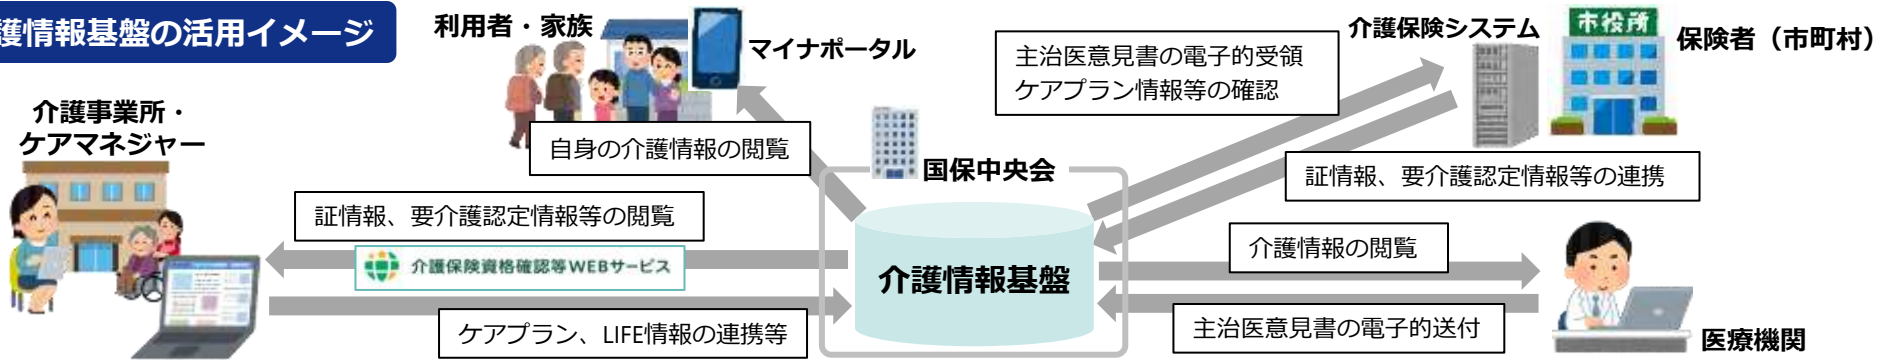 護情報基盤の活用イメージ
利用者・家族
マイナポータル
自身の介護情報の閲覧
介護事業所・
ケアマネジャー
証情報、要介護認定情報等の閲覧
介護保険資格確認等WEBサービス
ケアプラン、LIFE情報の連携等
国保中央会
介護情報基盤
主治医意見書の電子的受領
ケアプラン情報等の確認
介護保険システム
市役所
保険者（市町村）
証情報、要介護認定情報等の連携
介護情報の閲覧
主治医意見書の電子的送付
医療機関